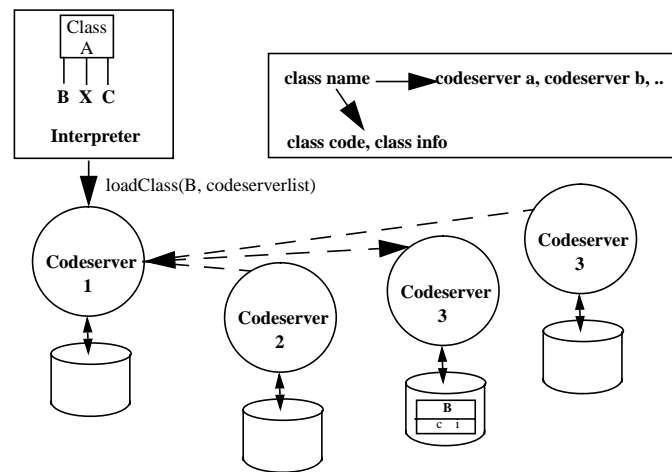 Class
A
B X C
Interpreter
class name codeserver a, codeserver b, ..
class code, class info
loadClass(B, codeserverlist)
Codeserver
1
Codeserver
2
Codeserver
3
Codeserver
3
B
c i